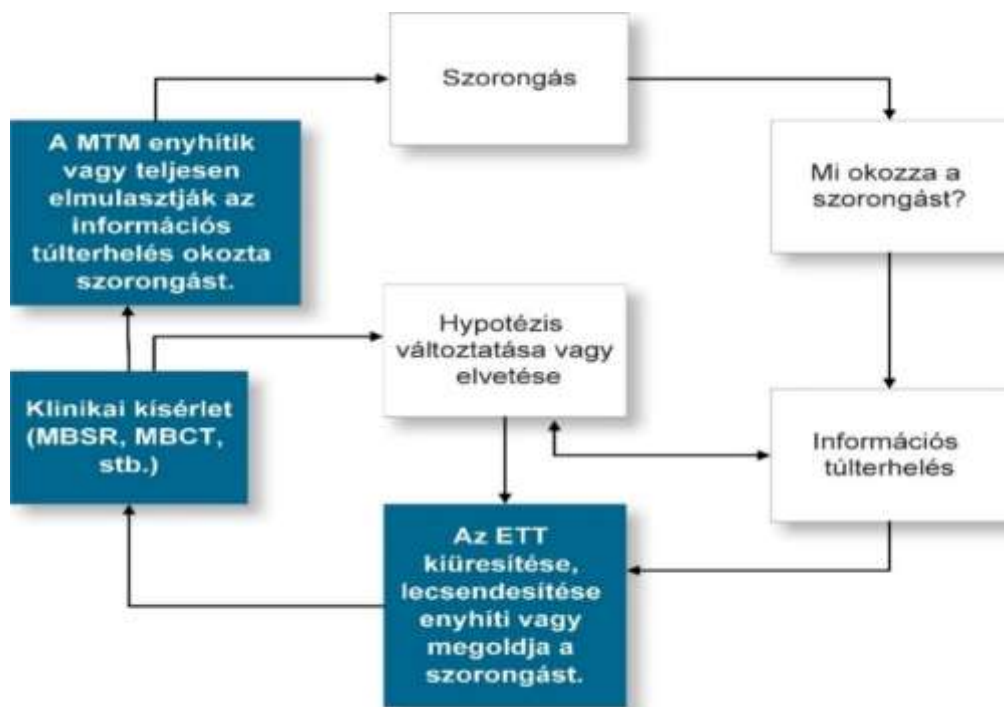 Szorongás
A MTM enyhítik
vagy teljesen
elmulasztják az
információs
túlterhelés okozta
szorongást.
Mi okozza a
szorongást?
Hypotézis
változtatása vagy
elvetése
Klinikai kísérlet
(MBSR, MBCT,
stb.)
Információs
túlterhelés
Az ETT
kiüresítése,
lecsendesítése
enyhíti vagy
megoldja a
szorongást.